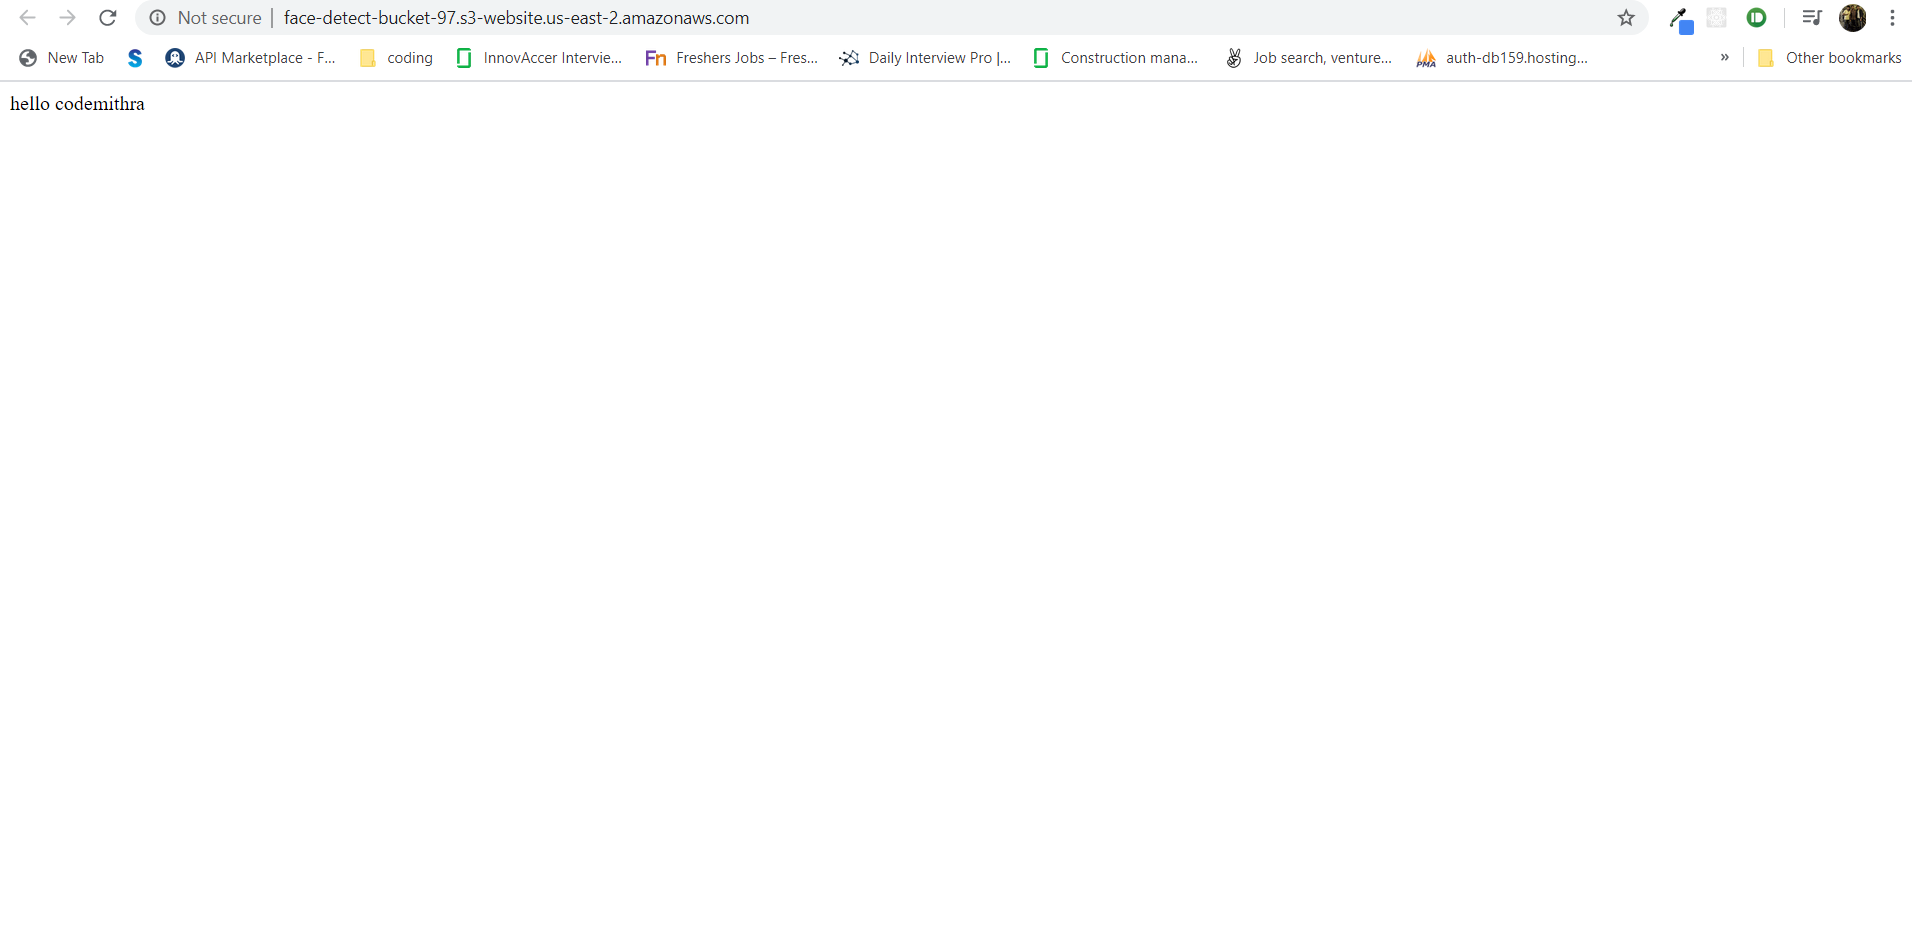 Not secure | face-detect-bucket-97.s3-website.us-east-2.amazonaws.com
New Tab API Marketplace - F... coding InnovAccer Intervie... Fn Freshers Jobs – Fres... Daily Interview Pro |... Construction mana... Job search, venture... PMA auth-db159.hosting... » Other bookmarks
hello codemithra